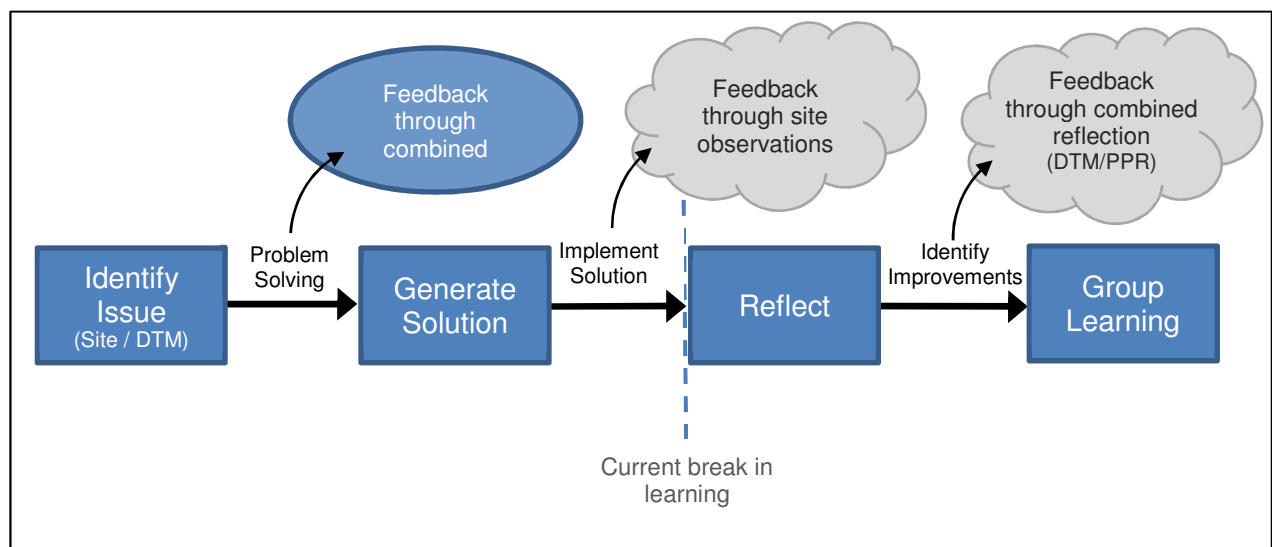 Feedback
through
combined
Feedback
through site
observations
Feedback
through combined
reflection
(DTM/PPR)
Problem
Solving
Implement
Solution
Identify
Improvements
Identify
Issue
(Site / DTM)
Generate
Solution
Reflect
Group
Learning
Current break in
learning